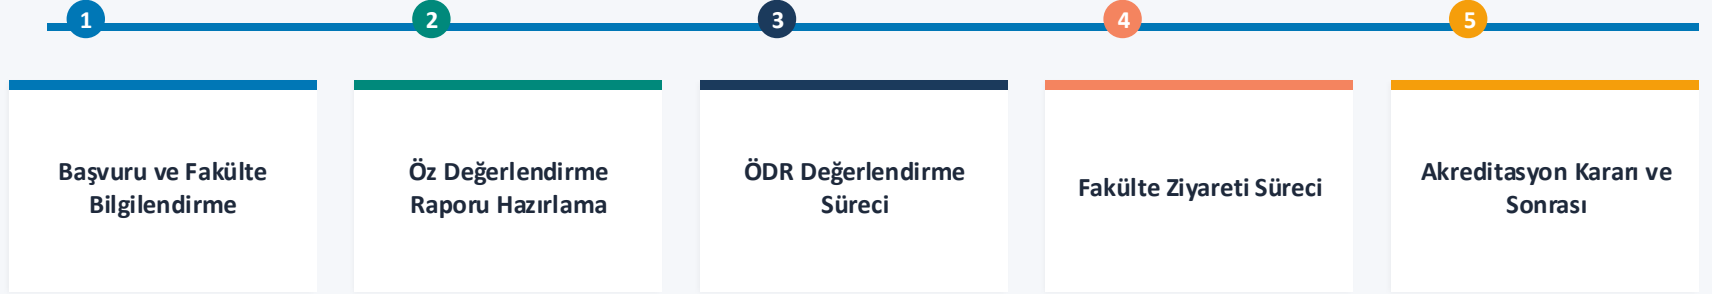 1
2
3
4
5
Başvuru ve Fakülte
Bilgilendirme
Öz Değerlendirme
Raporu Hazırlama
ÖDR Değerlendirme
Süreci
Fakülte Ziyareti Süreci
Akreditasyon Kararı ve
Sonrası